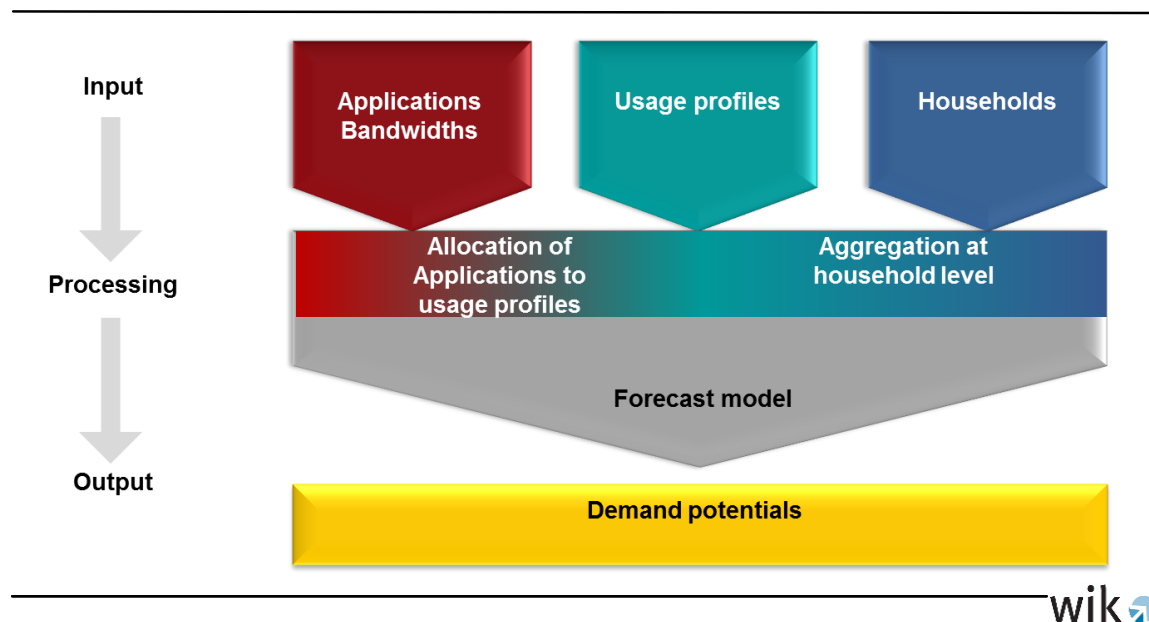 Input
Applications
Bandwidths
Usage profiles
Households
Processing
Allocation of
Applications to
usage profiles
Aggregation at
household level
Forecast model
Output
Demand potentials
wik